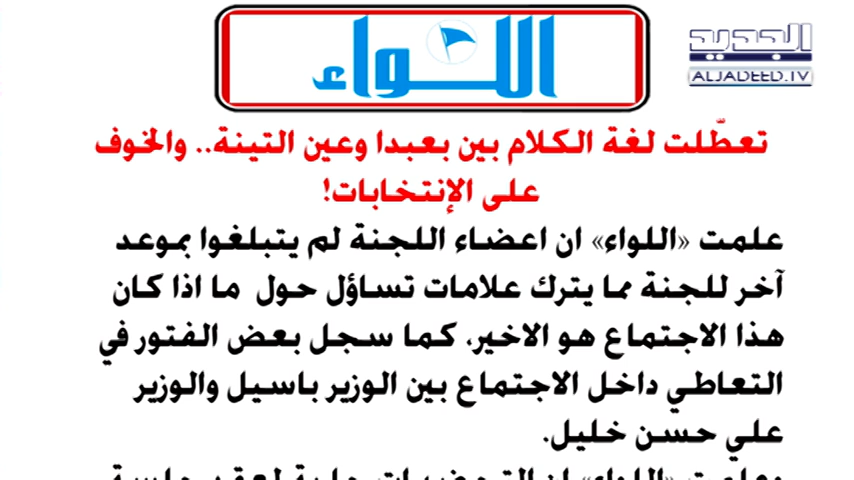 اللـواء
الجديد
ALJADEED.TV
تعطّلت لغة الكلام بين بعبدا وعين التينة.. والخوف
على الإنتخابات!
علمت «اللواء» ان اعضاء اللجنة لم يتبلغوا بموعد
آخر للجنة مما يترك علامات تساؤل حول ما اذا كان
هذا الاجتماع هو الاخير، كما سجل بعض الفتور في
التعاطي داخل الاجتماع بين الوزير باسيل والوزير
علي حسن خليل.